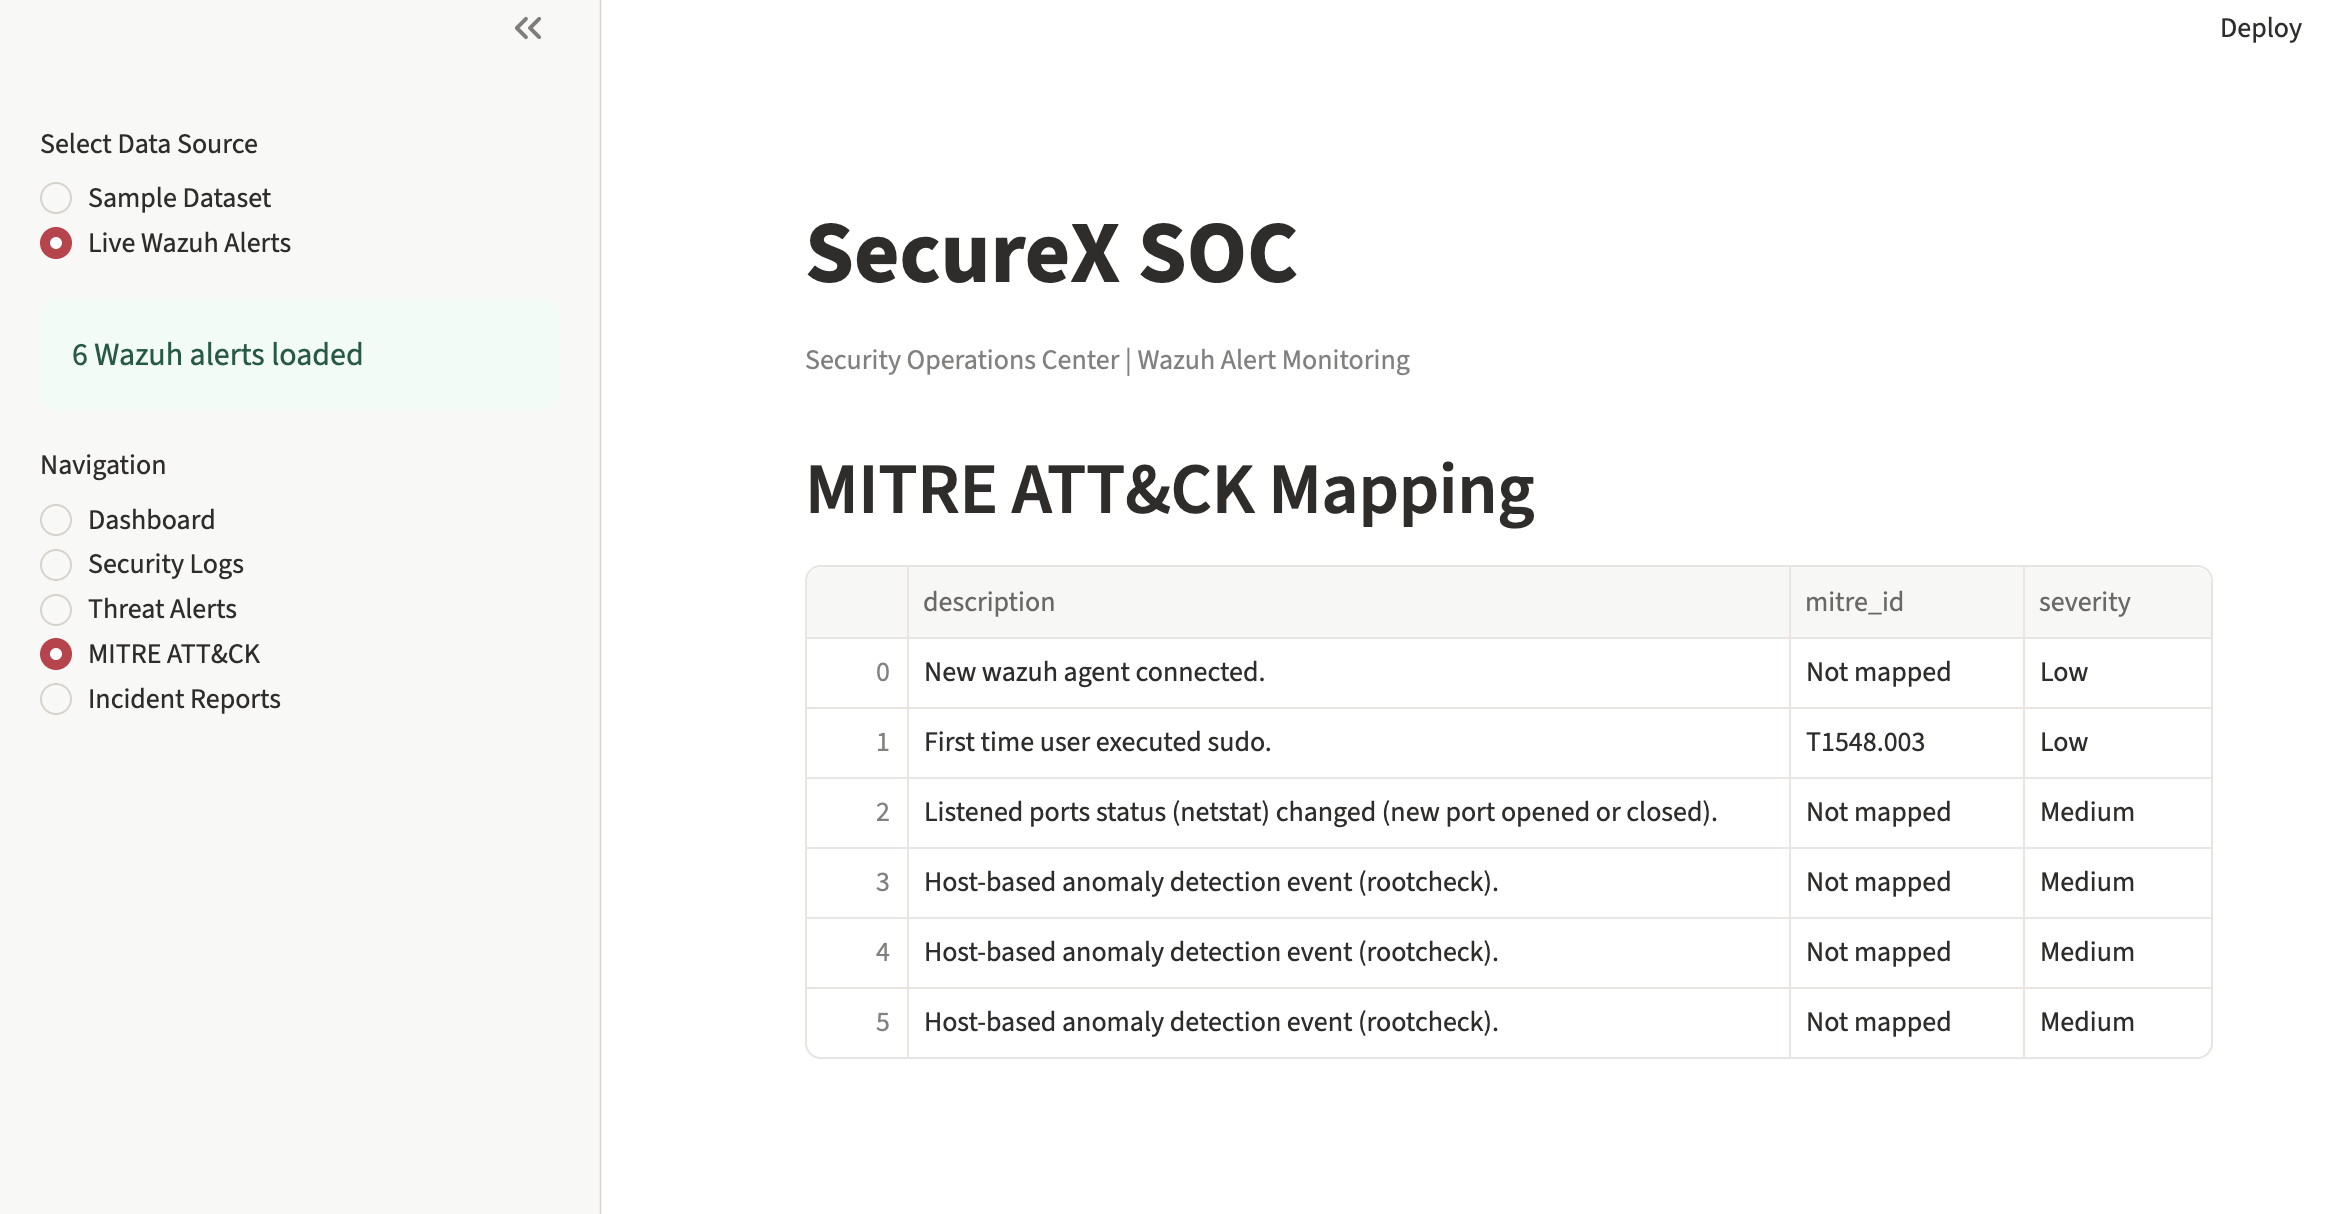 Deploy
Select Data Source
Sample Dataset
Live Wazuh Alerts
6 Wazuh alerts loaded
Navigation
Dashboard
Security Logs
Threat Alerts
MITRE ATT&CK
Incident Reports
SecureX SOC
Security Operations Center | Wazuh Alert Monitoring
MITRE ATT&CK Mapping
description mitre_id severity
0 New wazuh agent connected. Not mapped Low
1 First time user executed sudo. T1548.003 Low
2 Listened ports status (netstat) changed (new port opened or closed). Not mapped Medium
3 Host-based anomaly detection event (rootcheck). Not mapped Medium
4 Host-based anomaly detection event (rootcheck). Not mapped Medium
5 Host-based anomaly detection event (rootcheck). Not mapped Medium